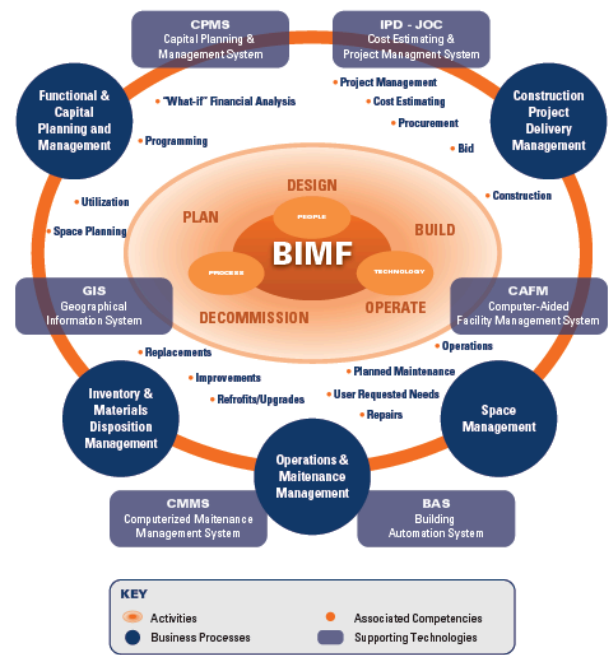 CPMS
Capital Planning &
Management System
IPD - JOC
Cost Estimating &
Project Managment System
Functional &
Capital
Planning and
Management
Construction
Project
Delivery
Management
• "What-if" Financial Analysis
• Programming
• Utilization
• Space Planning
• Project Management
• Cost Estimating
• Procurement
• Bid
• Construction
PLAN
DESIGN
BUILD
OPERATE
DECOMMISSION
PEOPLE
BIMF
PROCESS
TECHNOLOGY
GIS
Geographical
Information System
CAFM
Computer-Aided
Facility Management System
• Replacements
• Improvements
• Refrofits/Upgrades
• Operations
• Planned Maintenance
• User Requested Needs
• Repairs
Inventory &
Materials
Disposition
Management
Operations &
Maitenance
Management
Space
Management
CMMS
Computerized Maitenance
Management System
BAS
Building
Automation System
KEY
Activities
Associated Competencies
Business Processes
Supporting Technologies